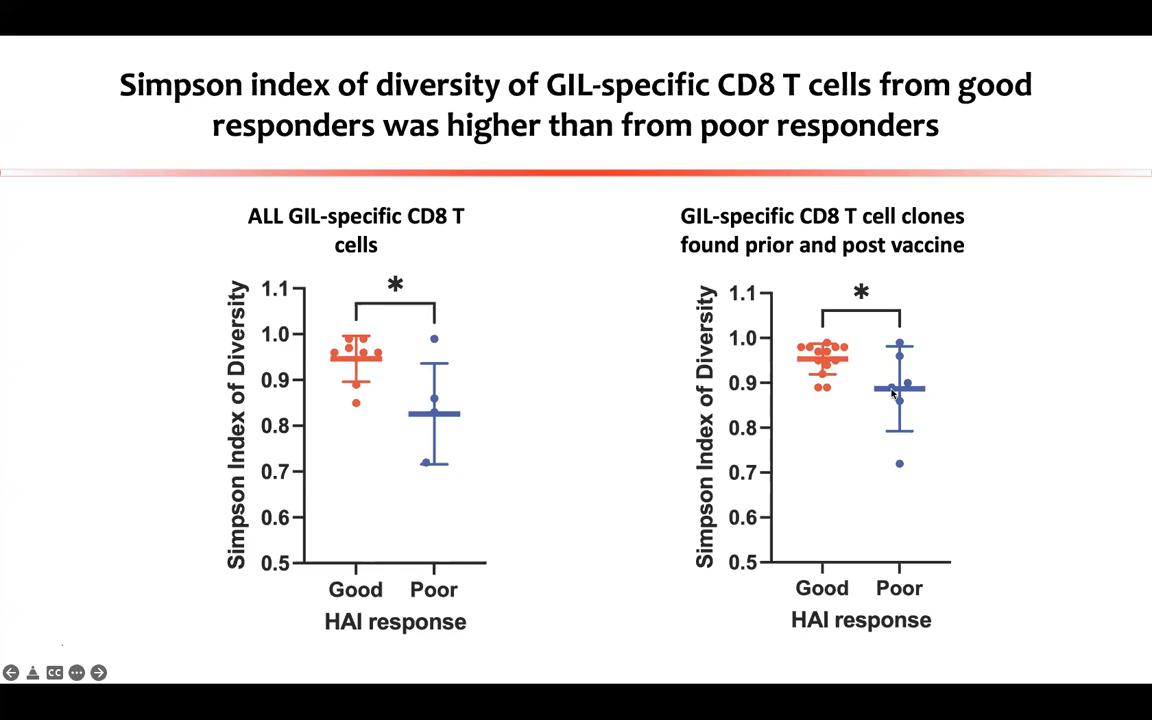 Simpson index of diversity of GIL-specific CD8 T cells from good
responders was higher than from poor responders
ALL GIL-specific CD8 T
cells
*
Simpson Index of Diversity
1.1
1.0
0.9
0.8
0.7
0.6
0.5
Good Poor
HAI response
GIL-specific CD8 T cell clones
found prior and post vaccine
*
Simpson Index of Diversity
1.1
1.0
0.9
0.8
0.7
0.6
0.5
Good Poor
HAI response
CC